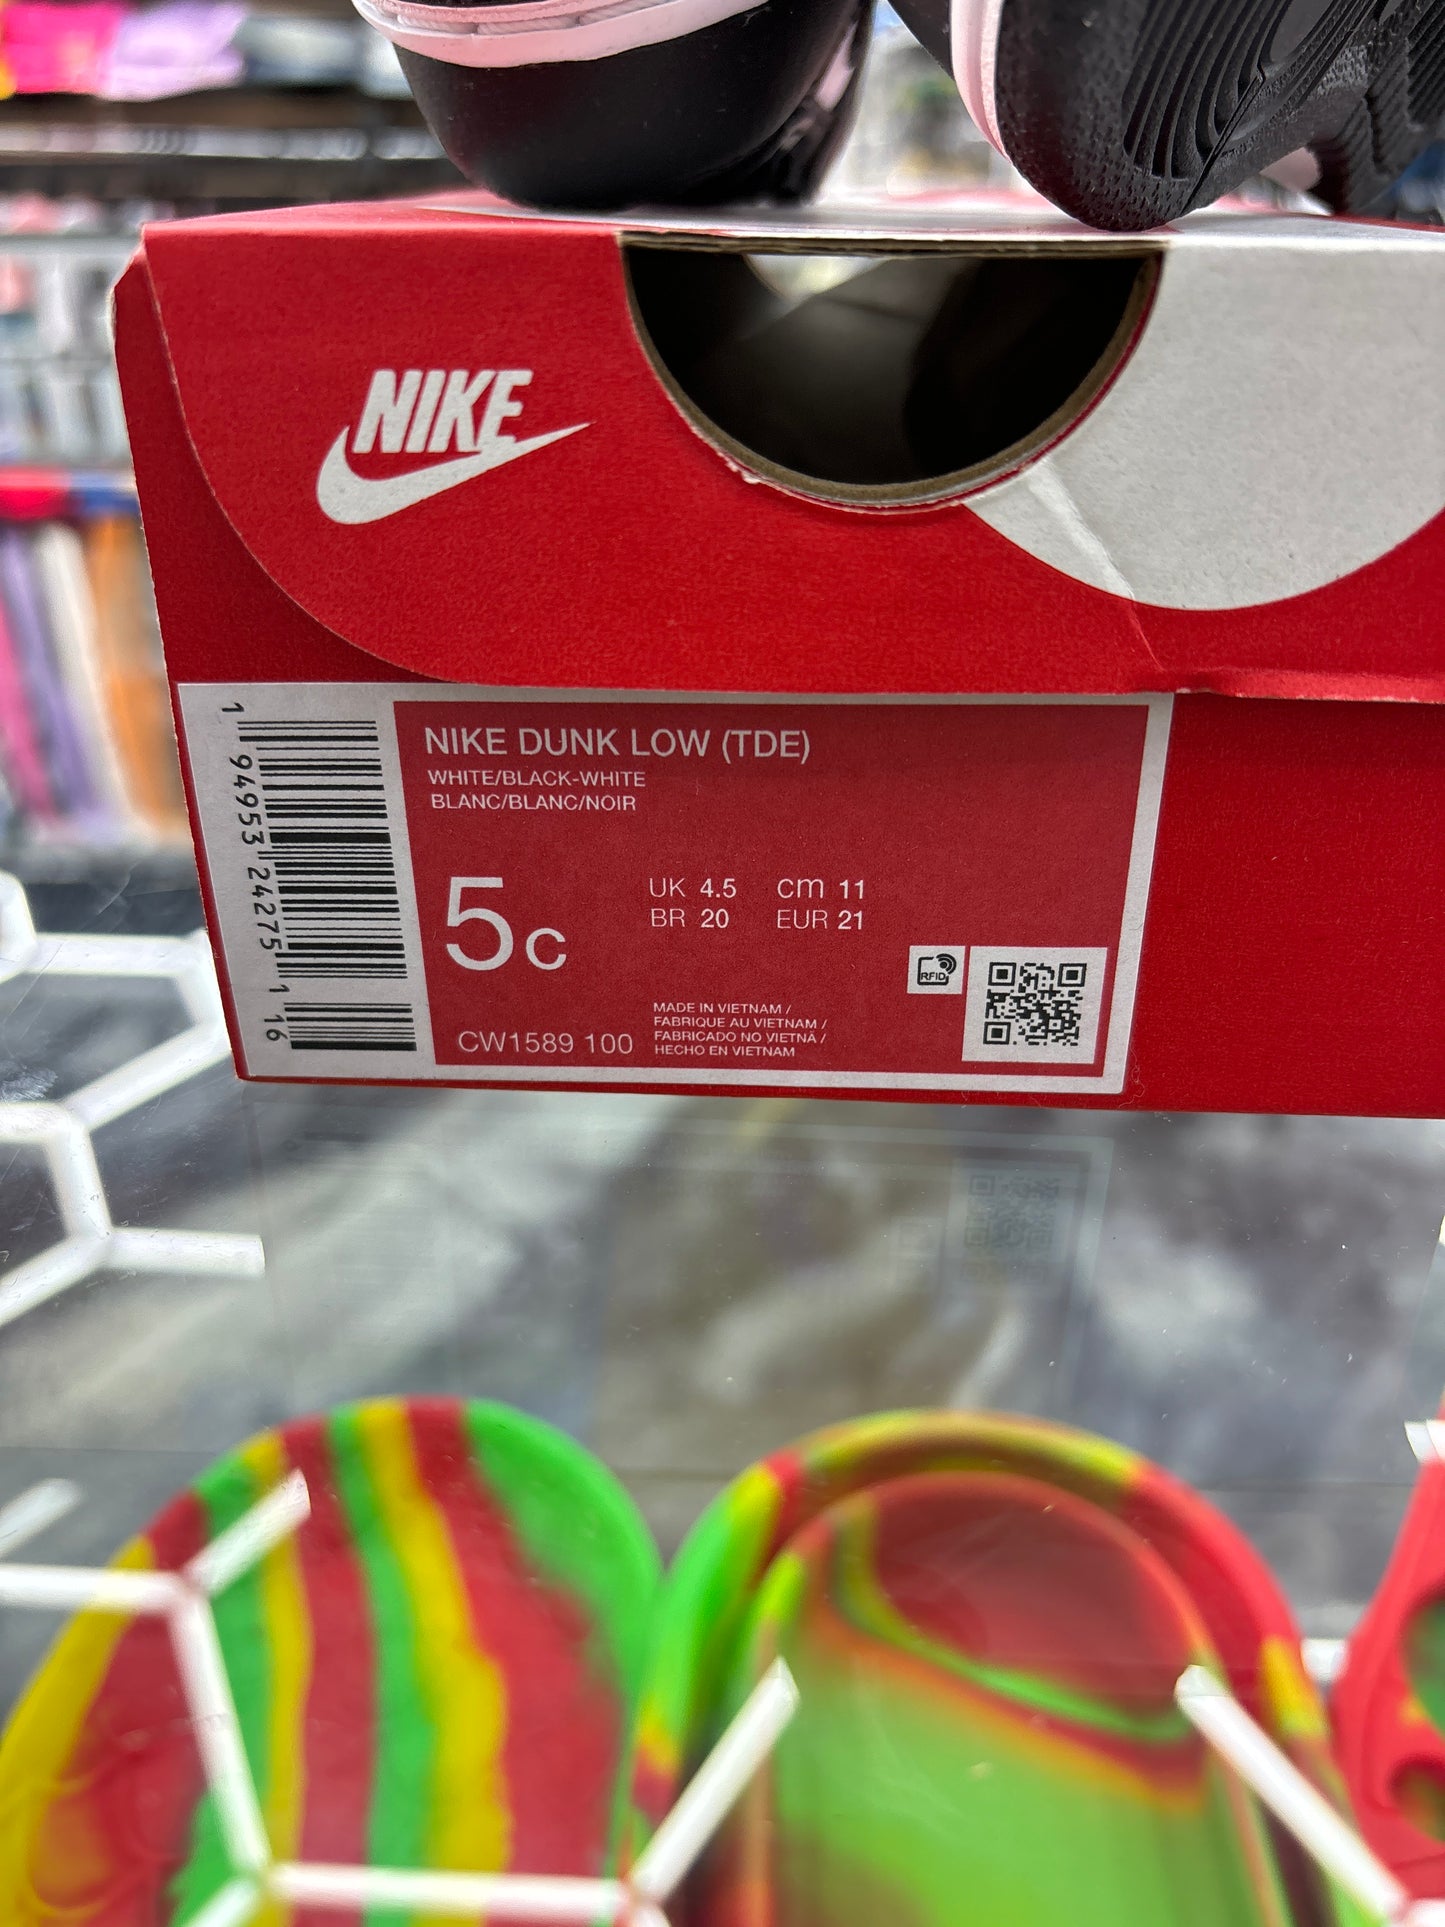 NIKE
NIKE DUNK LOW (TDE)
WHITE/BLACK-WHITE
BLANC/BLANC/NOIR
5c
UK 4.5 cm 11
BR 20 EUR 21
RFID
CW1589 100
MADE IN VIETNAM /
FABRIQUE AU VIETNAM /
FABRICADO NO VIETNÃ /
HECHO EN VIETNAM
1 94953 24275 1 16